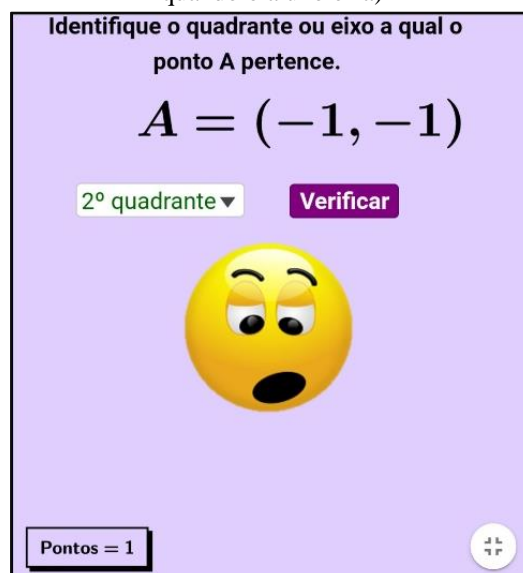 Identifique o quadrante ou eixo a qual o
ponto A pertence.
A = (−1, −1)
2º quadrante
Verificar
Pontos = 1